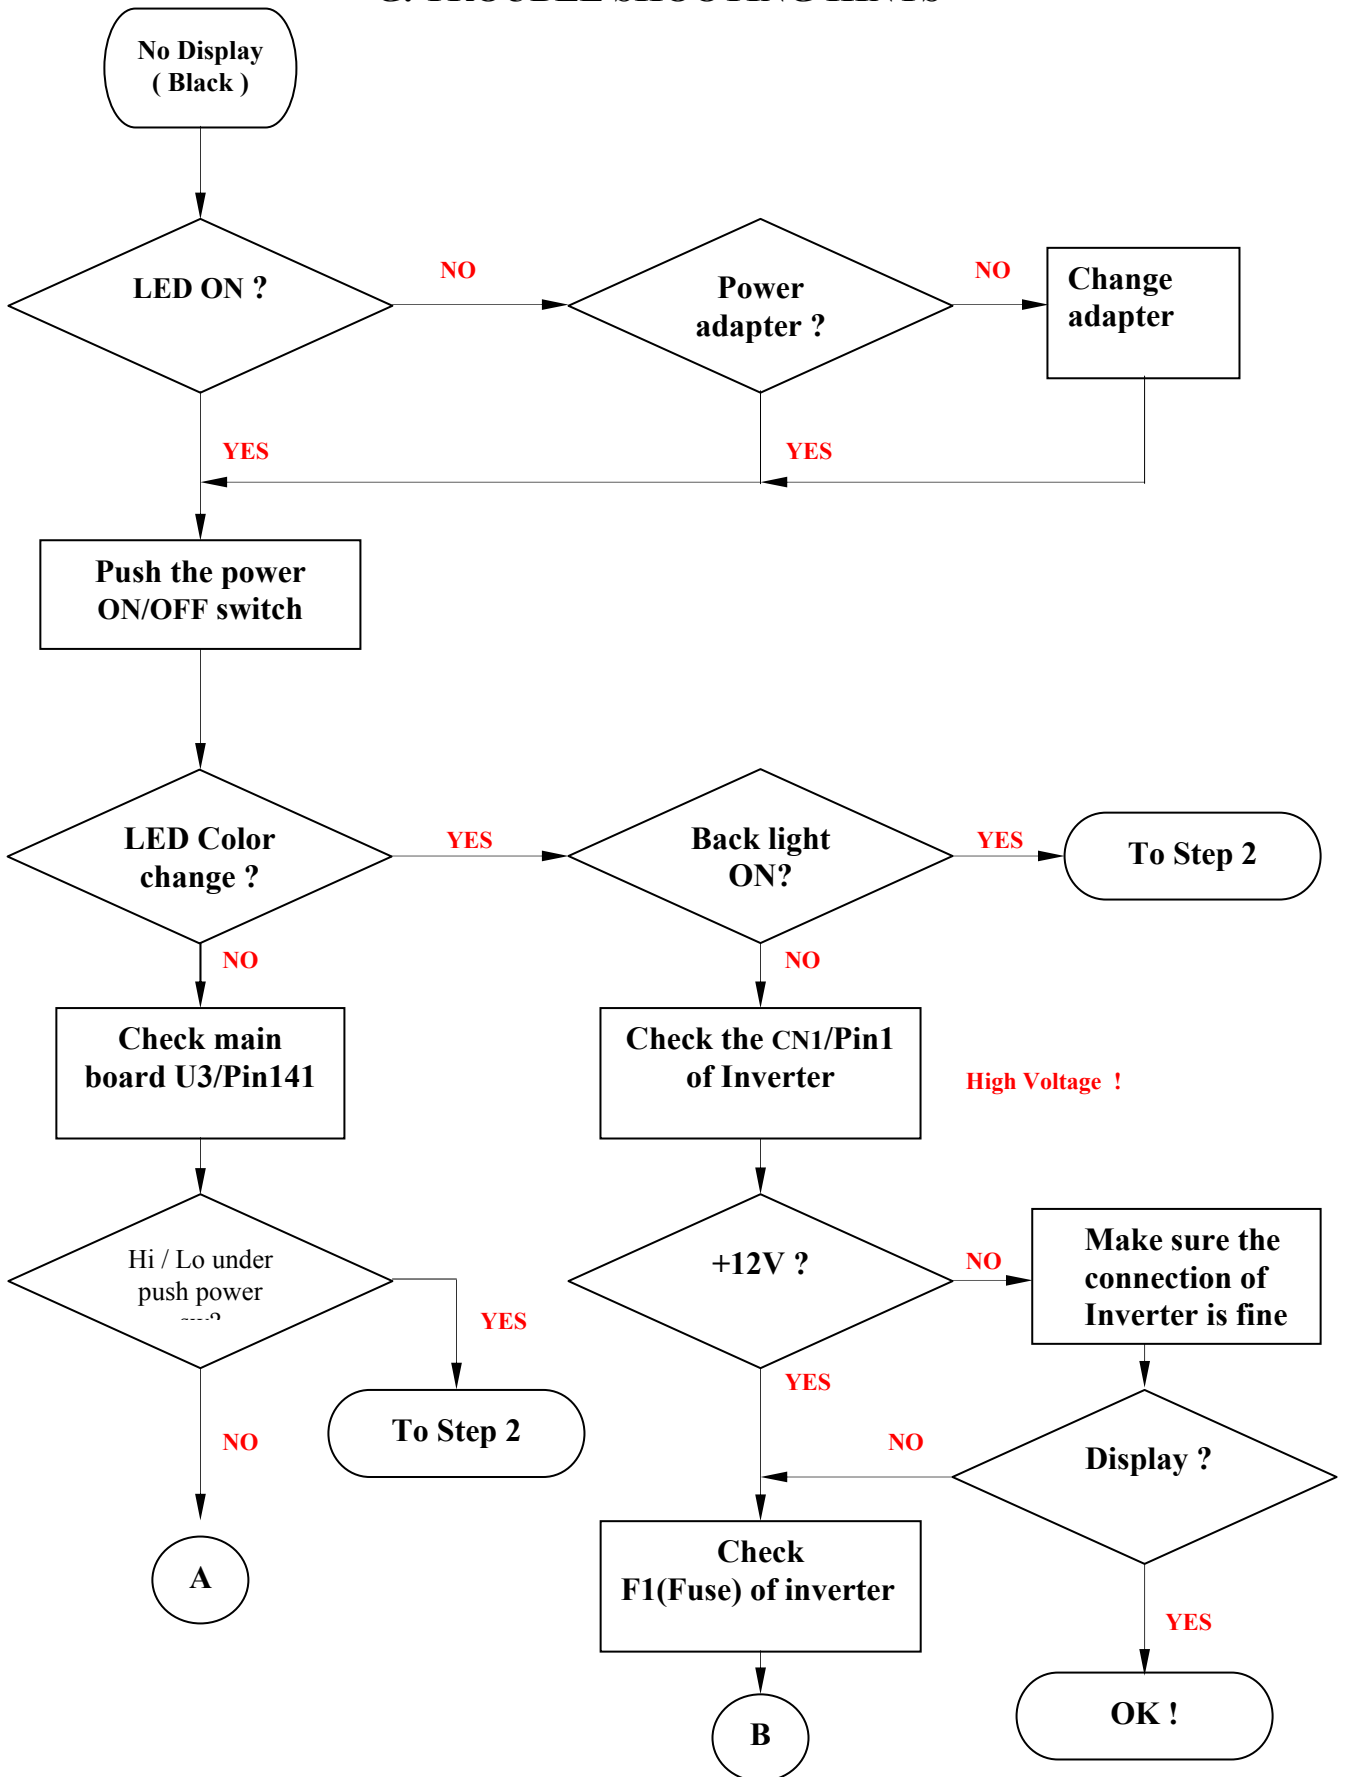 No Display
( Black )
LED ON ?
NO
Power
adapter ?
NO
Change
adapter
YES
YES
Push the power
ON/OFF switch
LED Color
change ?
YES
Back light
ON?
YES
To Step 2
NO
NO
Check main
board U3/Pin141
Check the CN1/Pin1
of Inverter
High Voltage !
Hi / Lo under
push power
YES
+12V ?
NO
Make sure the
connection of
Inverter is fine
YES
To Step 2
NO
NO
Display ?
A
Check
F1(Fuse) of inverter
YES
B
OK !